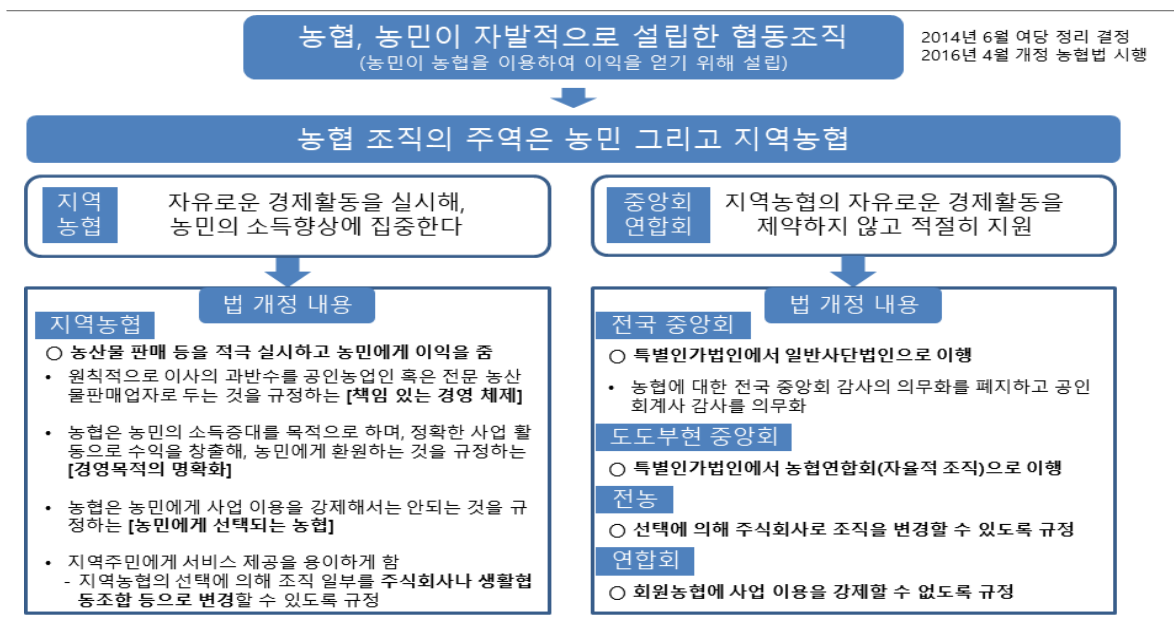 농협, 농민이 자발적으로 설립한 협동조직
(농민이 농협을 이용하여 이익을 얻기 위해 설립)
2014년 6월 여당 정리 결정
2016년 4월 개정 농협법 시행
농협 조직의 주역은 농민 그리고 지역농협
지역
농협
자유로운 경제활동을 실시해,
농민의 소득향상에 집중한다
중앙회
연합회
지역농협의 자유로운 경제활동을
제약하지 않고 적절히 지원
법 개정 내용
지역농협
○ 농산물 판매 등을 적극 실시하고 농민에게 이익을 줌
• 원칙적으로 이사의 과반수를 공인농업인 혹은 전문 농산
물판매업자로 두는 것을 규정하는 [책임 있는 경영 체제]
• 농협은 농민의 소득증대를 목적으로 하며, 정확한 사업 활
동으로 수익을 창출해, 농민에게 환원하는 것을 규정하는
[경영목적의 명확화]
• 농협은 농민에게 사업 이용을 강제해서는 안되는 것을 규
정하는 [농민에게 선택되는 농협]
• 지역주민에게 서비스 제공을 용이하게 함
- 지역농협의 선택에 의해 조직 일부를 주식회사나 생활협
동조합 등으로 변경할 수 있도록 규정
법 개정 내용
전국 중앙회
○ 특별인가법인에서 일반사단법인으로 이행
• 농협에 대한 전국 중앙회 감사의 의무화를 폐지하고 공인
회계사 감사를 의무화
도도부현 중앙회
○ 특별인가법인에서 농협연합회(자율적 조직)으로 이행
전농
○ 선택에 의해 주식회사로 조직을 변경할 수 있도록 규정
연합회
○ 회원농협에 사업 이용을 강제할 수 없도록 규정